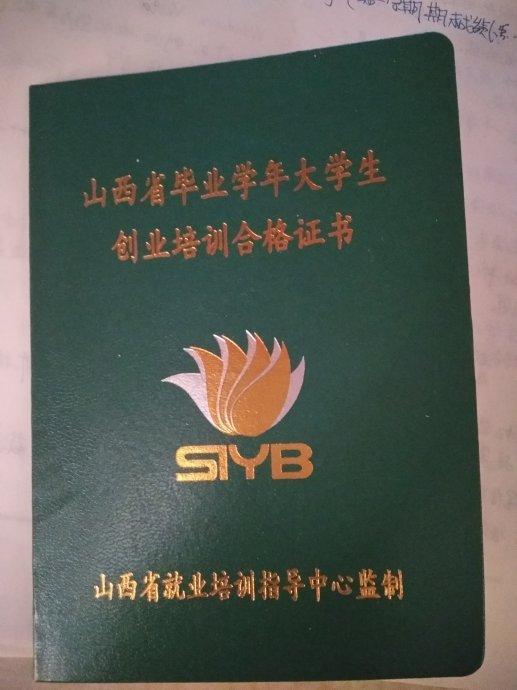 山西省毕业学年大学生
创业培训合格证书
SIYB
山西省就业培训指导中心监制